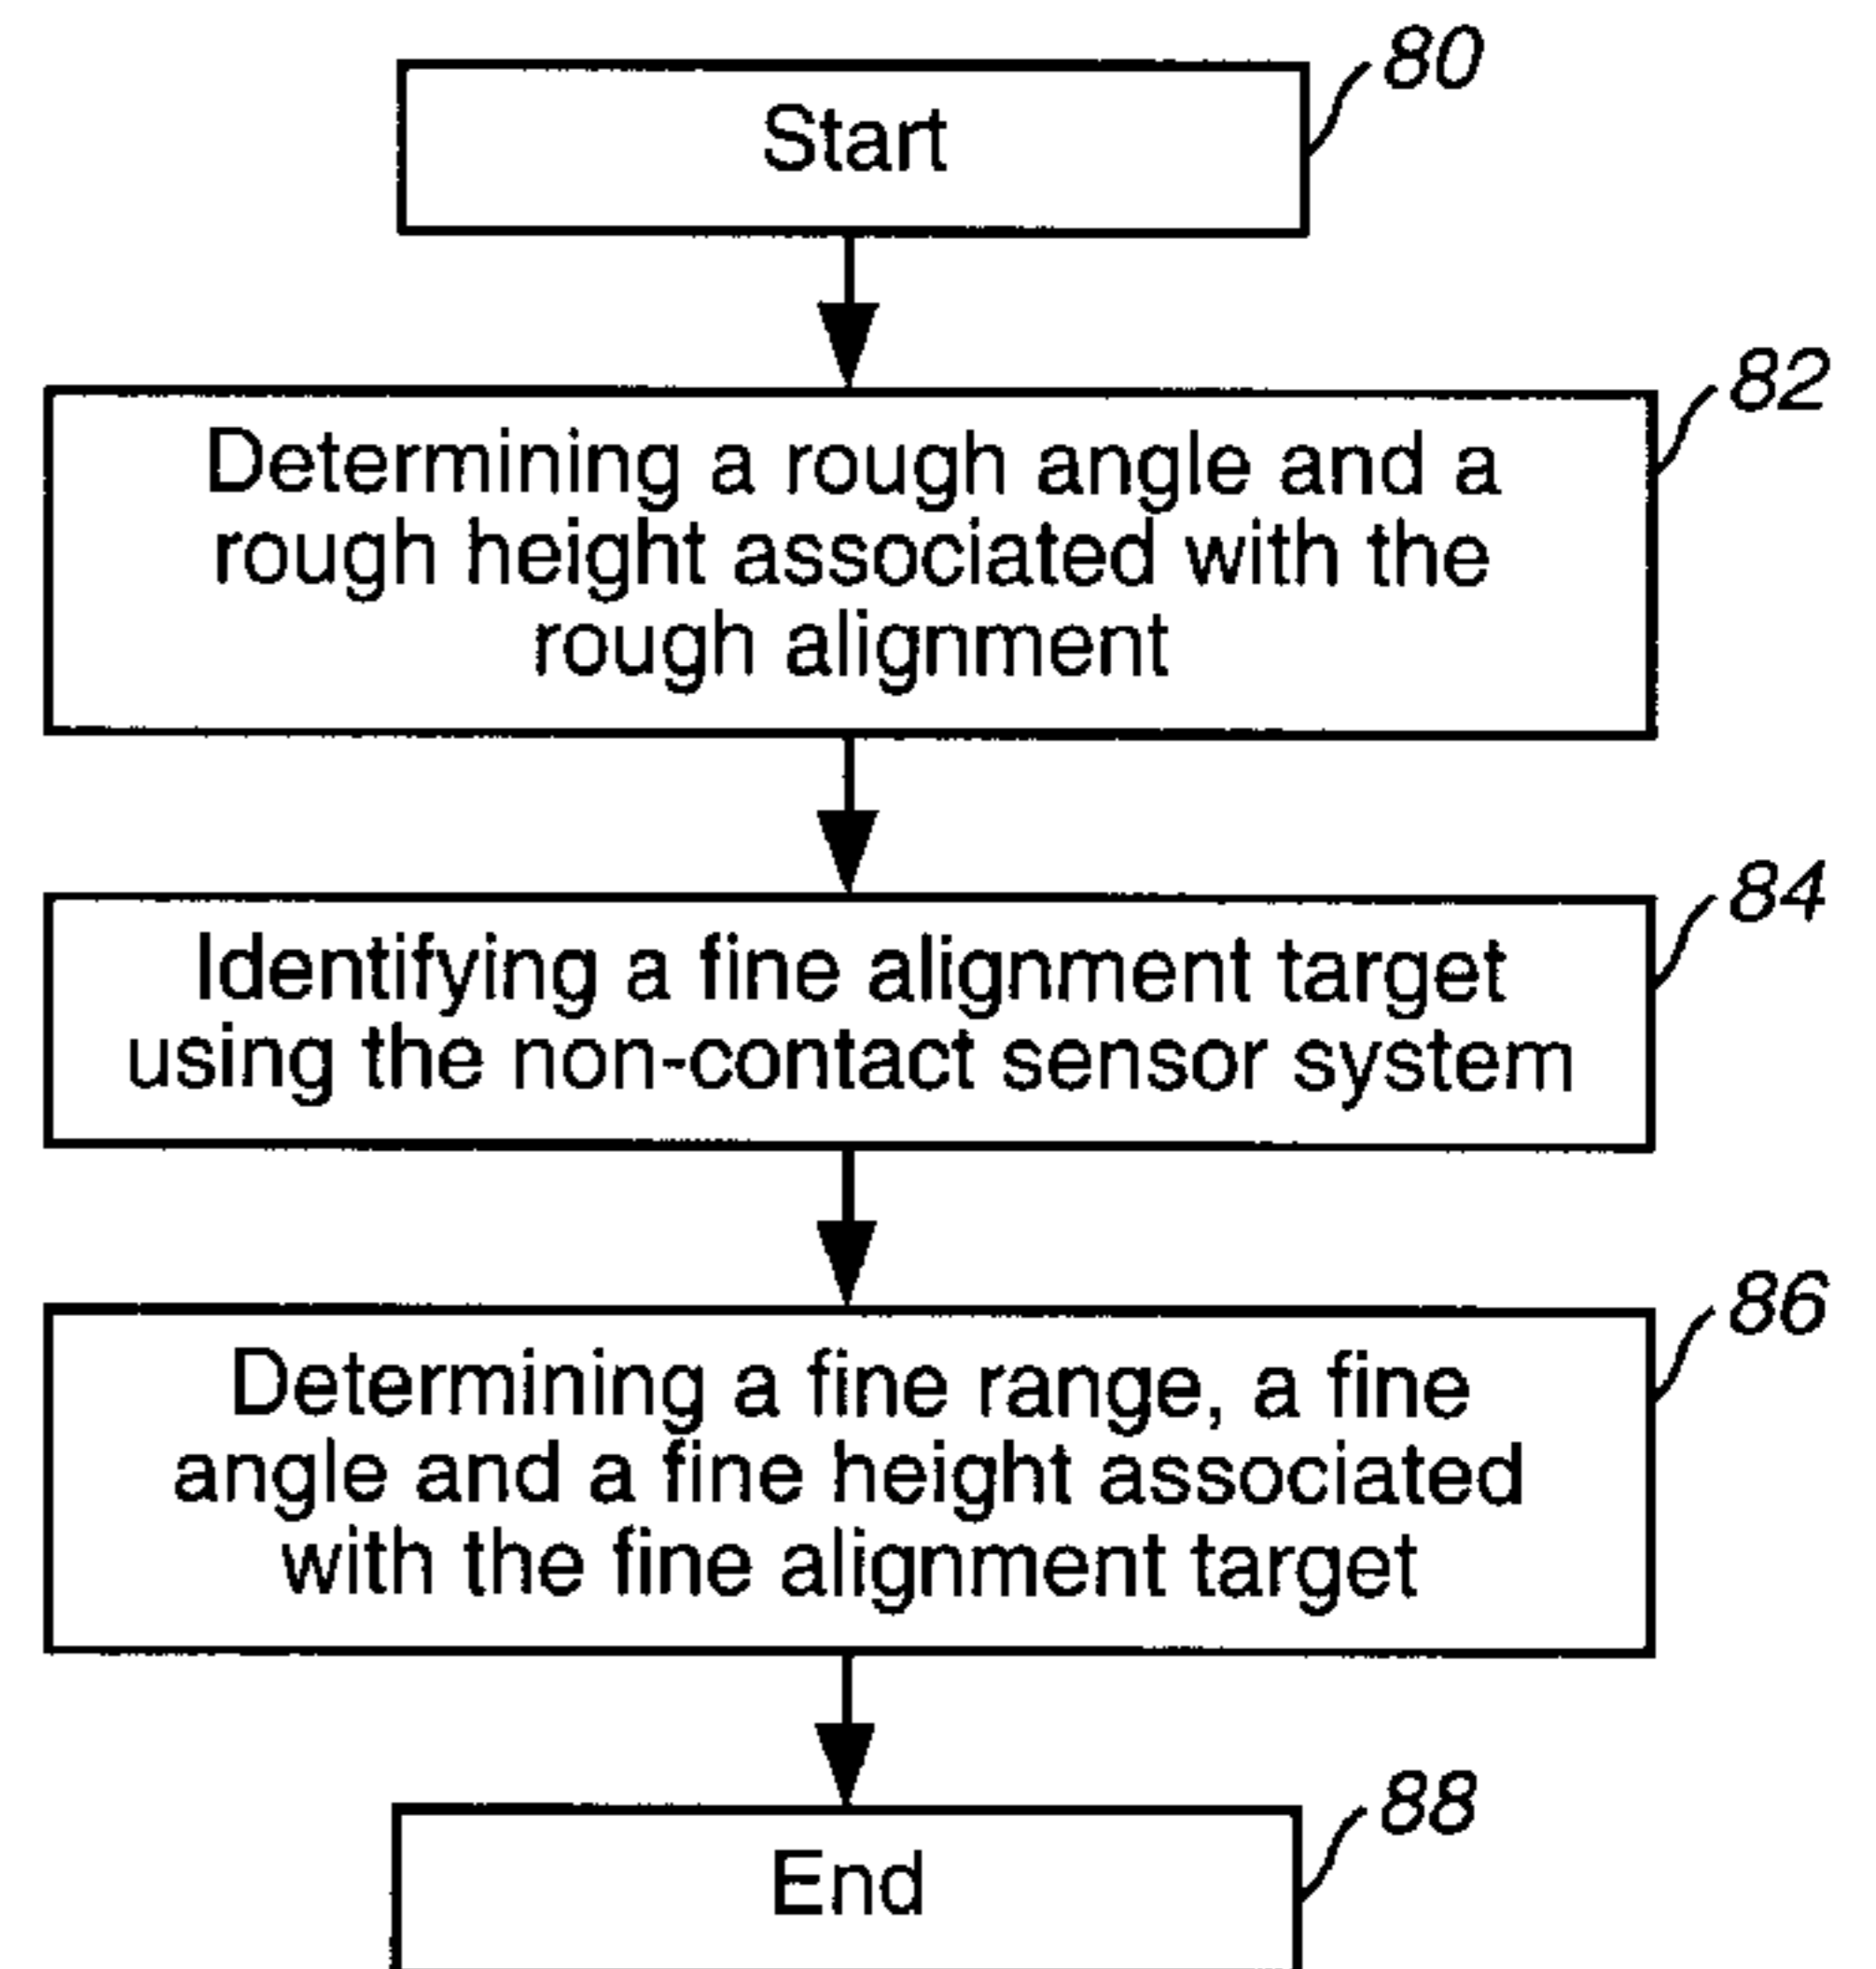 80
Start
82
Determining a rough angle and a
rough height associated with the
rough alignment
84
Identifying a fine alignment target
using the non-contact sensor system
86
Determining a fine range, a fine
angle and a fine height associated
with the fine alignment target
88
End